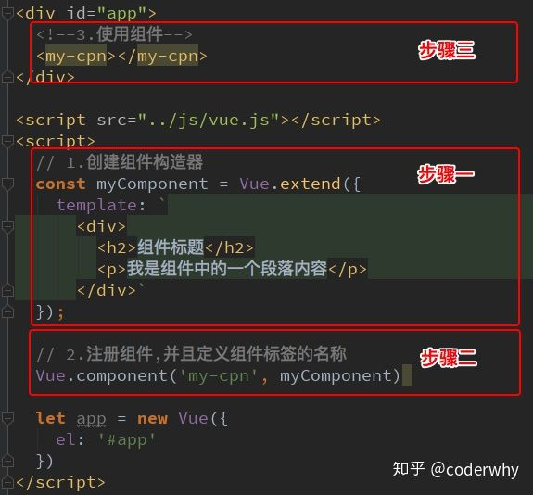 <div id="app">
<!--3.使用组件-->
步骤三
<my-cpn></my-cpn>
</div>
<script src="../js/vue.js"></script>
<script>
// 1.创建组件构造器
步骤一
const myComponent = Vue.extend({
template: `
<div>
<h2>组件标题</h2>
<p>我是组件中的一个段落内容</p>
</div>`
});
// 2.注册组件,并且定义组件标签的名称
步骤二
Vue.component('my-cpn', myComponent)
let app = new Vue({
el: '#app'
})
</script>
知乎 @coderwhy